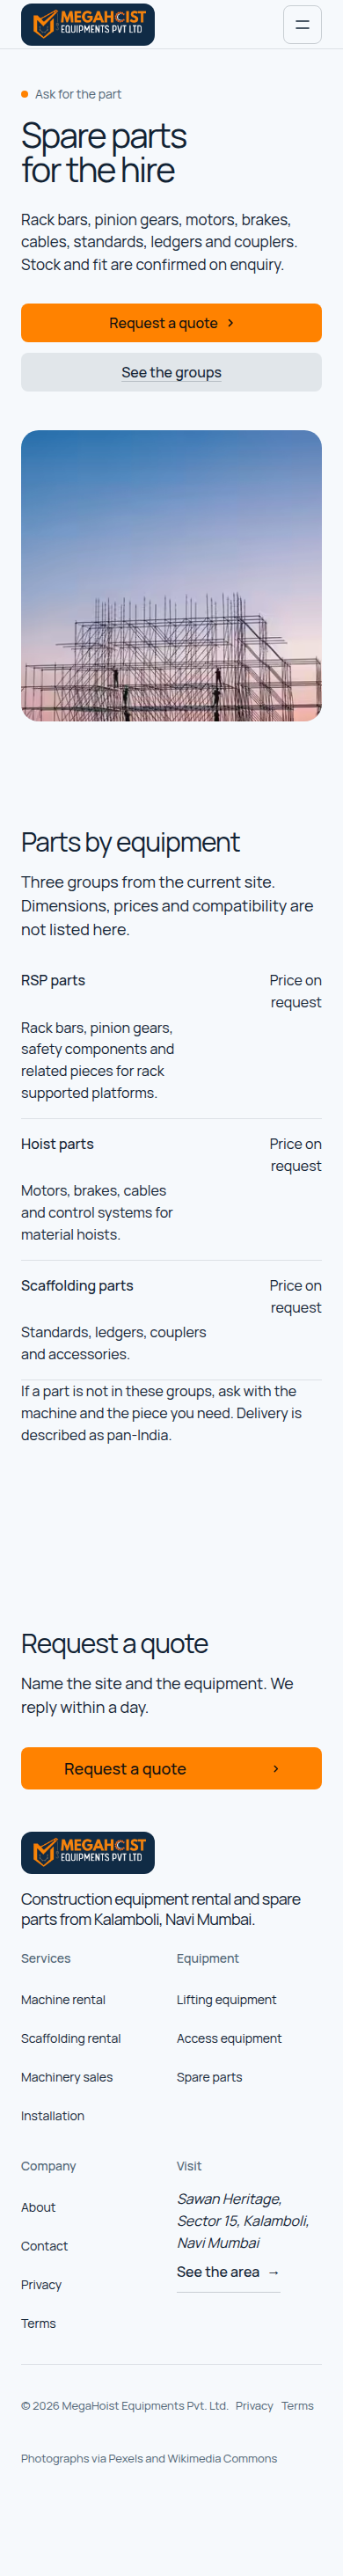 MEGAHOIST
EQUIPMENTS PVT LTD
Ask for the part
Spare parts
for the hire
Rack bars, pinion gears, motors, brakes,
cables, standards, ledgers and couplers.
Stock and fit are confirmed on enquiry.
Request a quote ›
See the groups
Parts by equipment
Three groups from the current site.
Dimensions, prices and compatibility are
not listed here.
RSP parts Price on
request
Rack bars, pinion gears,
safety components and
related pieces for rack
supported platforms.
Hoist parts Price on
request
Motors, brakes, cables
and control systems for
material hoists.
Scaffolding parts Price on
request
Standards, ledgers, couplers
and accessories.
If a part is not in these groups, ask with the
machine and the piece you need. Delivery is
described as pan-India.
Request a quote
Name the site and the equipment. We
reply within a day.
Request a quote ›
MEGAHOIST
EQUIPMENTS PVT LTD
Construction equipment rental and spare
parts from Kalamboli, Navi Mumbai.
Services
Machine rental
Scaffolding rental
Machinery sales
Installation
Equipment
Lifting equipment
Access equipment
Spare parts
Company
About
Contact
Privacy
Terms
Visit
Sawan Heritage,
Sector 15, Kalamboli,
Navi Mumbai
See the area →
© 2026 MegaHoist Equipments Pvt. Ltd. Privacy Terms
Photographs via Pexels and Wikimedia Commons